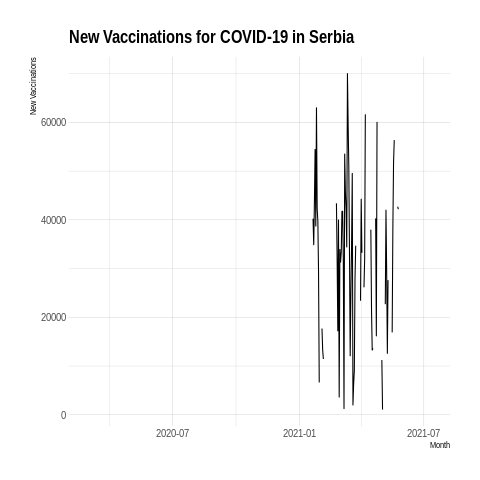 New Vaccinations for COVID-19 in Serbia
New Vaccinations
60000
40000
20000
0
2020-07
2021-01
2021-07
Month